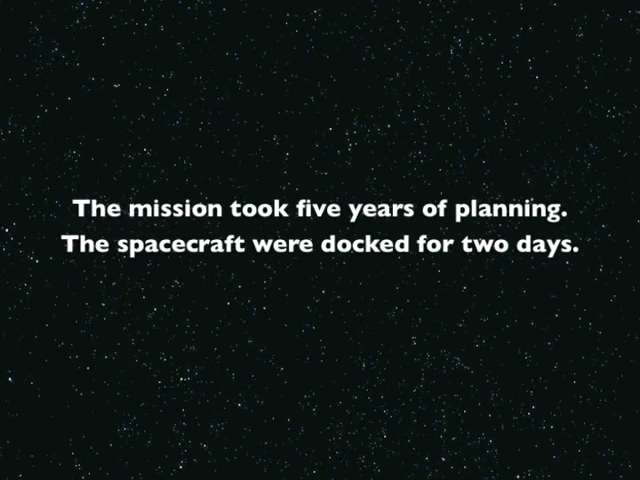 The mission took five years of planning.
The spacecraft were docked for two days.